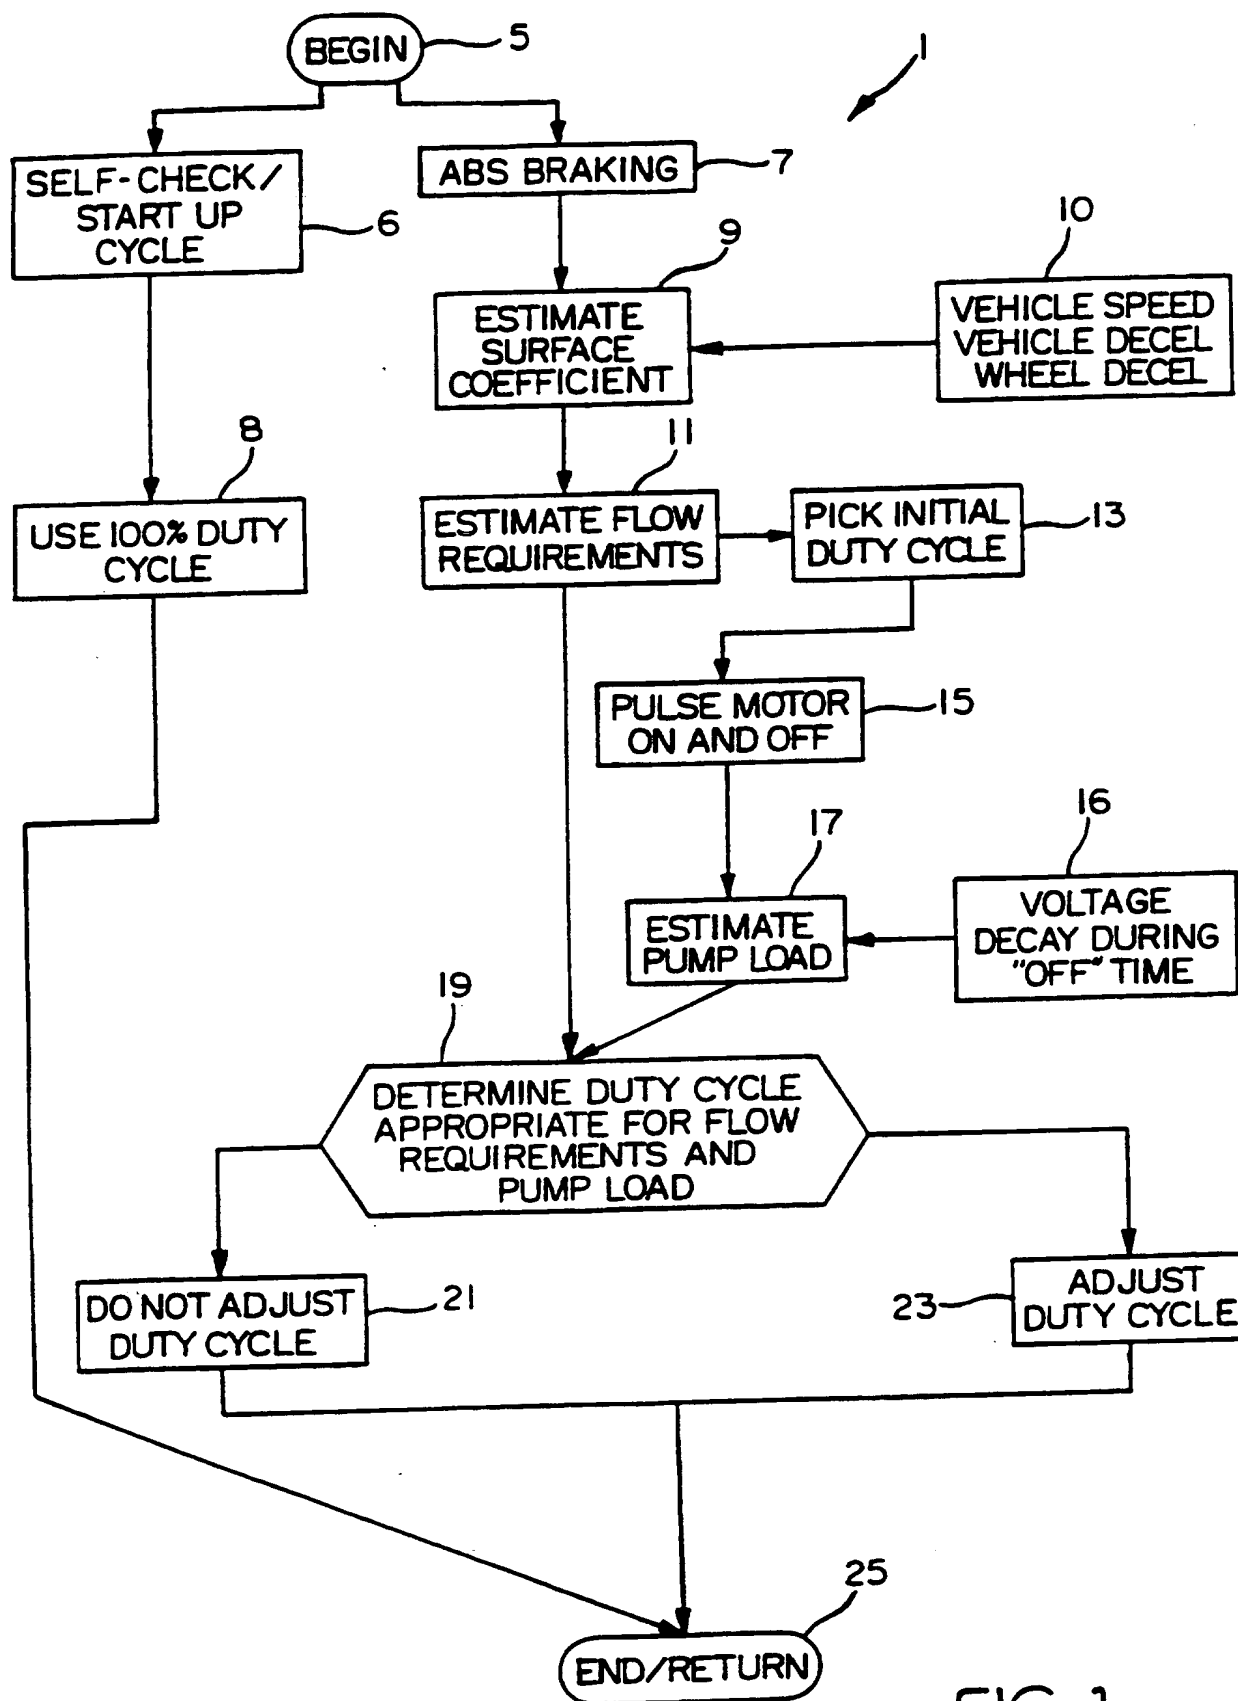 BEGIN
5
1
SELF-CHECK/
START UP
CYCLE
6
ABS BRAKING
7
9
ESTIMATE
SURFACE
COEFFICIENT
10
VEHICLE SPEED
VEHICLE DECEL
WHEEL DECEL
8
USE 100% DUTY
CYCLE
11
ESTIMATE FLOW
REQUIREMENTS
PICK INITIAL
DUTY CYCLE
13
PULSE MOTOR
ON AND OFF
15
17
ESTIMATE
PUMP LOAD
16
VOLTAGE
DECAY DURING
"OFF" TIME
19
DETERMINE DUTY CYCLE
APPROPRIATE FOR FLOW
REQUIREMENTS AND
PUMP LOAD
DO NOT ADJUST
DUTY CYCLE
21
23
ADJUST
DUTY CYCLE
25
END/RETURN
FIG. 1